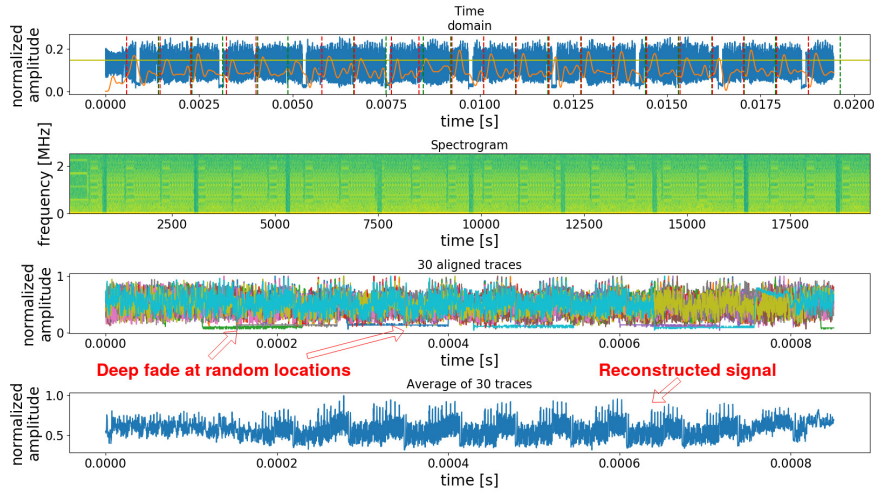 Time
domain
normalized
amplitude
0.2
0.0
0.0000 0.0025 0.0050 0.0075 0.0100 0.0125 0.0150 0.0175 0.0200
time [s]
Spectrogram
frequency [MHz]
2
0
2500 5000 7500 10000 12500 15000 17500
time [s]
30 aligned traces
normalized
amplitude
1
0
0.0000 0.0002 0.0004 0.0006 0.0008
time [s]
Deep fade at random locations
Reconstructed signal
Average of 30 traces
normalized
amplitude
1.0
0.5
0.0000 0.0002 0.0004 0.0006 0.0008
time [s]